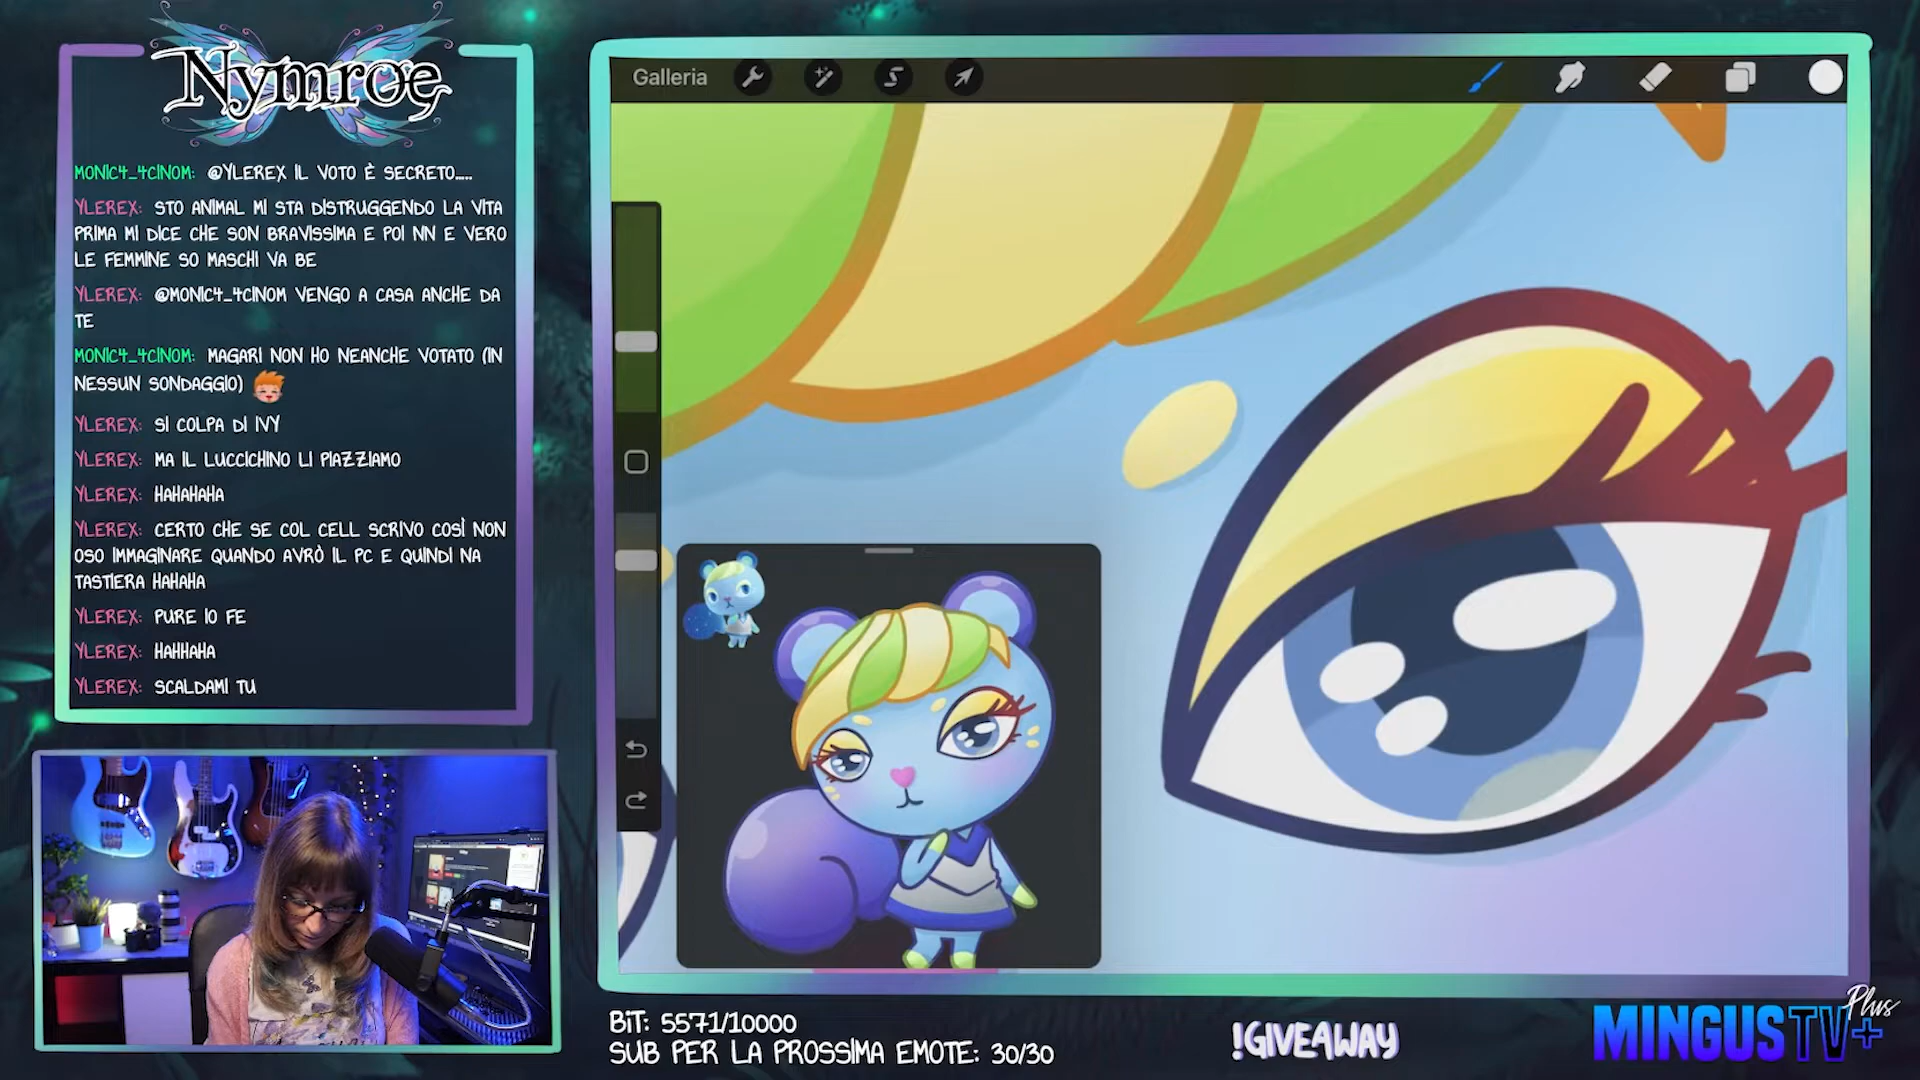 Nymroe
MONIC4_4CINOM: @YLEREX IL VOTO È SECRETO.....
YLEREX: STO ANIMAL MI STA DISTRUGGENDO LA VITA
PRIMA MI DICE CHE SON BRAVISSIMA E POI NN E VERO
LE FEMMINE SO MASCHI VA BE
YLEREX: @MONIC4_4CINOM VENGO A CASA ANCHE DA
TE
MONIC4_4CINOM: MAGARI NON HO NEANCHE VOTATO (IN
NESSUN SONDAGGIO)
YLEREX: SI COLPA DI IVY
YLEREX: MA IL LUCCICHINO LI PIAZZIAMO
YLEREX: HAHAHAHA
YLEREX: CERTO CHE SE COL CELL SCRIVO COSÌ NON
OSO IMMAGINARE QUANDO AVRÒ IL PC E QUINDI NA
TASTIERA HAHAHA
YLEREX: PURE IO FE
YLEREX: HAHHAHA
YLEREX: SCALDAMI TU
Galleria
BIT: 5571/10000
SUB PER LA PROSSIMA EMOTE: 30/30
!GIVEAWAY
MINGUSTV+
Plus